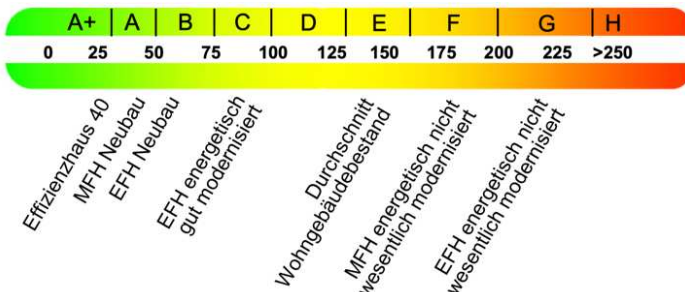 A+ A B C D E F G H
0 25 50 75 100 125 150 175 200 225 >250
Effizienzhaus 40
MFH Neubau
EFH Neubau
EFH energetisch
gut modernisiert
Durchschnitt
Wohngebäudebestand
MFH energetisch nicht
wesentlich modernisiert
EFH energetisch nicht
wesentlich modernisiert